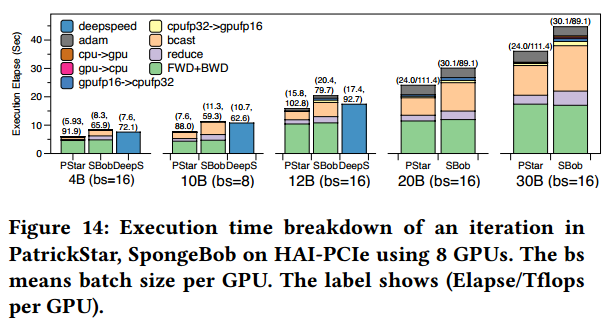 deepspeed
adam
cpu->gpu
gpu->cpu
gpufp16->cpufp32
cpufp32->gpufp16
bcast
reduce
FWD+BWD
Execution Elapse (Sec)
40
30
20
10
0
(5.93, 91.9)
(8.3, 65.9)
(7.6, 72.1)
(7.6, 88.0)
(11.3, 59.3)
(10.7, 62.6)
(15.8, 102.8)
(20.4, 79.7)
(17.4, 92.7)
(24.0/111.4)
(30.1/89.1)
(24.0/111.4)
(30.1/89.1)
PStar SBobDeepS
PStar SBobDeepS
PStar SBobDeepS
PStar SBob
PStar SBob
4B (bs=16)
10B (bs=8)
12B (bs=16)
20B (bs=16)
30B (bs=16)
Figure 14: Execution time breakdown of an iteration in
PatrickStar, SpongeBob on HAI-PCIe using 8 GPUs. The bs
means batch size per GPU. The label shows (Elapse/Tflops
per GPU).